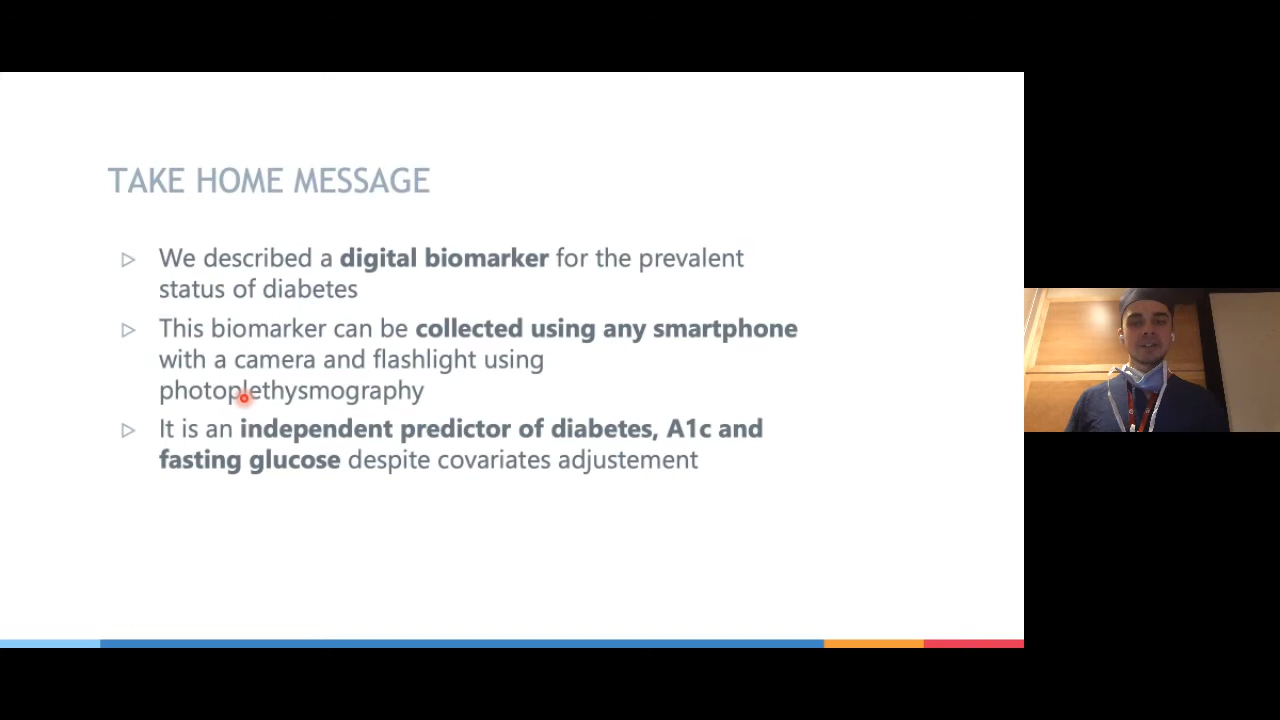 TAKE HOME MESSAGE
We described a digital biomarker for the prevalent
status of diabetes
This biomarker can be collected using any smartphone
with a camera and flashlight using
photoplethysmography
It is an independent predictor of diabetes, A1c and
fasting glucose despite covariates adjustement